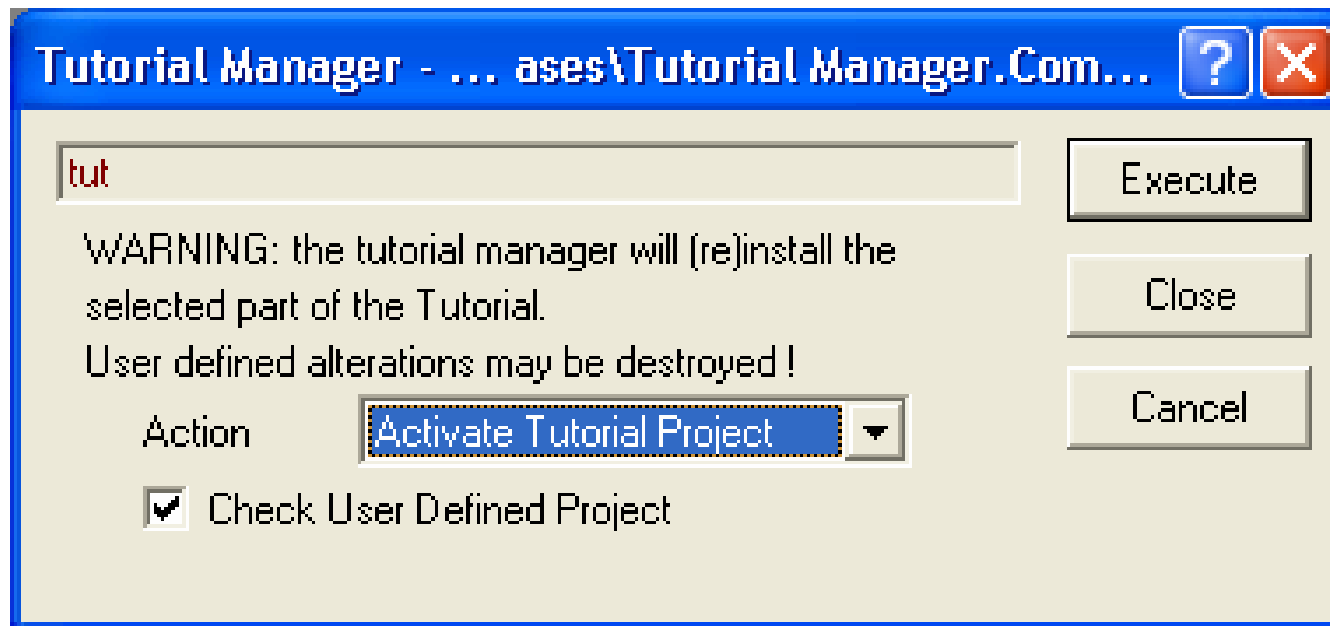 Tutorial Manager - ... ases\Tutorial Manager.Com...
tut
Execute
WARNING: the tutorial manager will (re)install the
selected part of the Tutorial.
Close
User defined alterations may be destroyed !
Action
Activate Tutorial Project
Cancel
Check User Defined Project